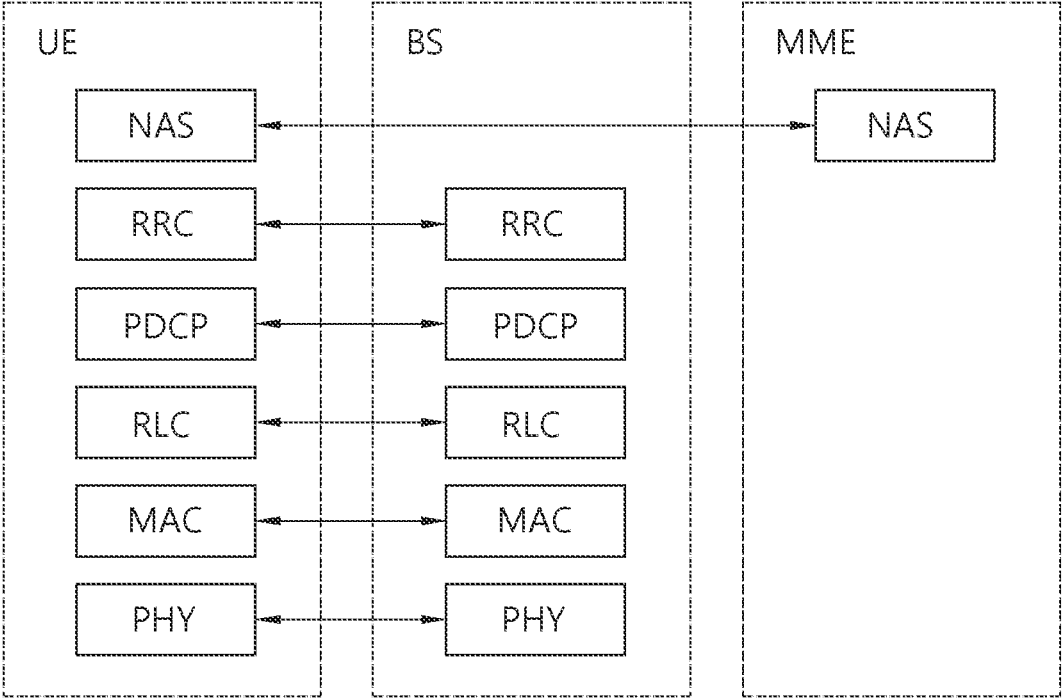 UE
BS
MME
NAS
NAS
RRC
RRC
PDCP
PDCP
RLC
RLC
MAC
MAC
PHY
PHY